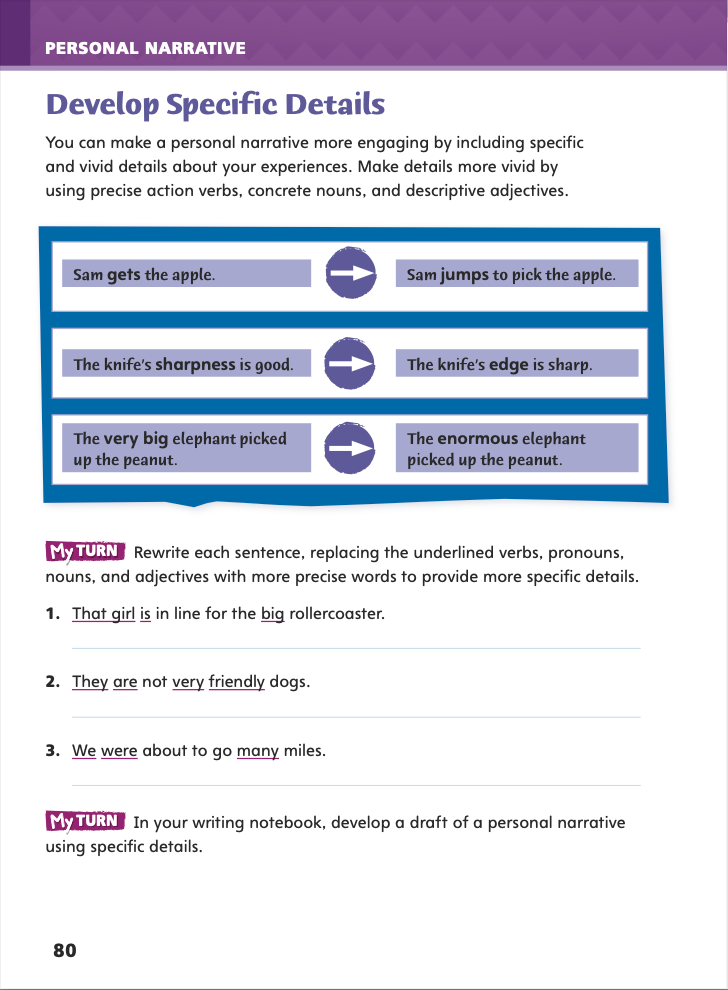 PERSONAL NARRATIVE
Develop Specific Details
You can make a personal narrative more engaging by including specific
and vivid details about your experiences. Make details more vivid by
using precise action verbs, concrete nouns, and descriptive adjectives.
Sam gets the apple.
Sam jumps to pick the apple.
The knife's sharpness is good.
The knife's edge is sharp.
The very big elephant picked
up the peanut.
The enormous elephant
picked up the peanut.
My TURN Rewrite each sentence, replacing the underlined verbs, pronouns,
nouns, and adjectives with more precise words to provide more specific details.
1. That girl is in line for the big rollercoaster.
2. They are not very friendly dogs.
3. We were about to go many miles.
My TURN In your writing notebook, develop a draft of a personal narrative
using specific details.
80